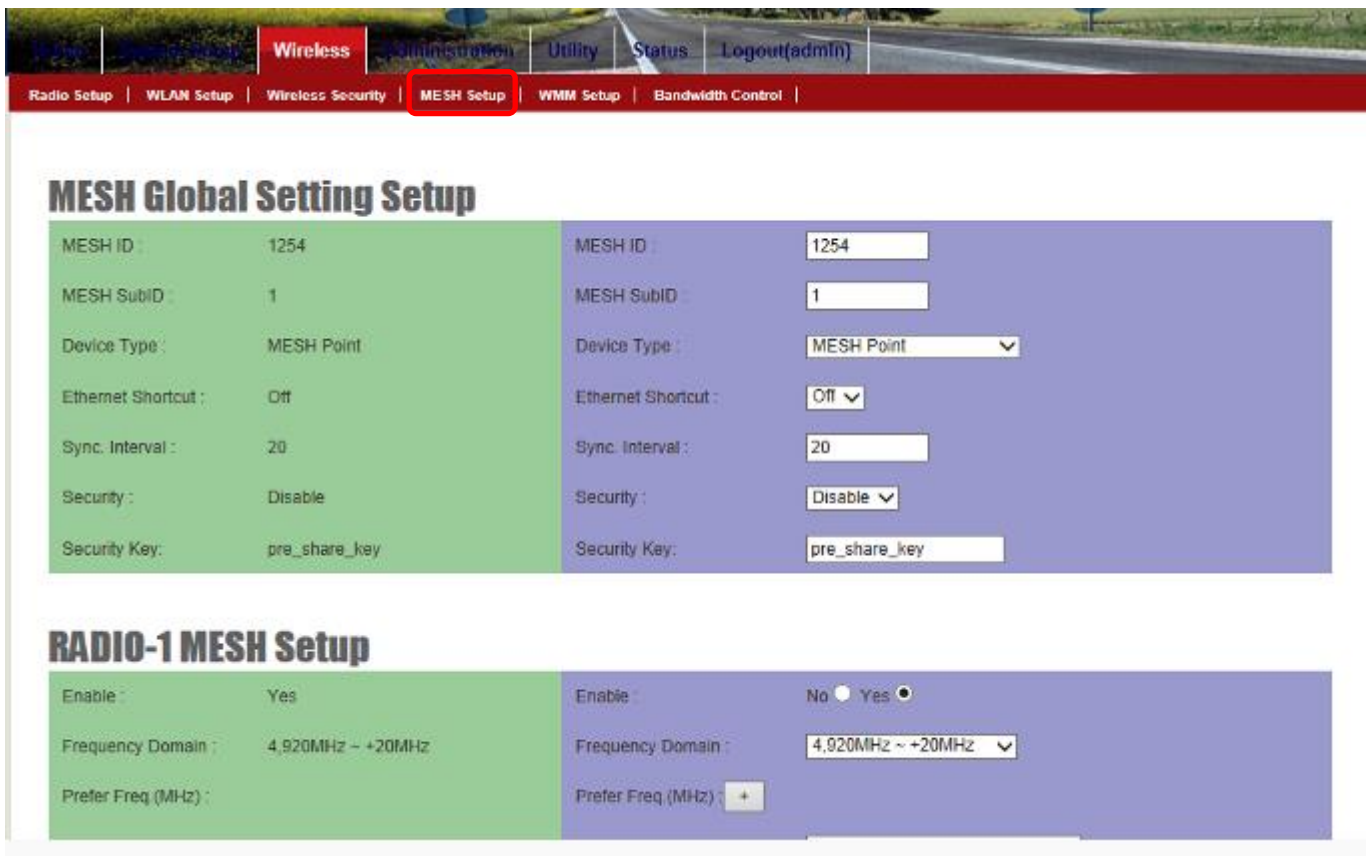 Wireless Administration Utility Status Logout(admin)
Radio Setup | WLAN Setup | Wireless Security | MESH Setup | WMM Setup | Bandwidth Control |
MESH Global Setting Setup
MESH ID : 1254 MESH ID : 1254
MESH SubID : 1 MESH SubID : 1
Device Type : MESH Point Device Type : MESH Point
Ethernet Shortcut : Off Ethernet Shortcut : Off
Sync. Interval : 20 Sync. Interval : 20
Security : Disable Security : Disable
Security Key: pre_share_key Security Key: pre_share_key
RADIO-1 MESH Setup
Enable : Yes Enable : No Yes
Frequency Domain : 4,920MHz ~ +20MHz Frequency Domain : 4,920MHz ~ +20MHz
Prefer Freq.(MHz) : Prefer Freq.(MHz) : +